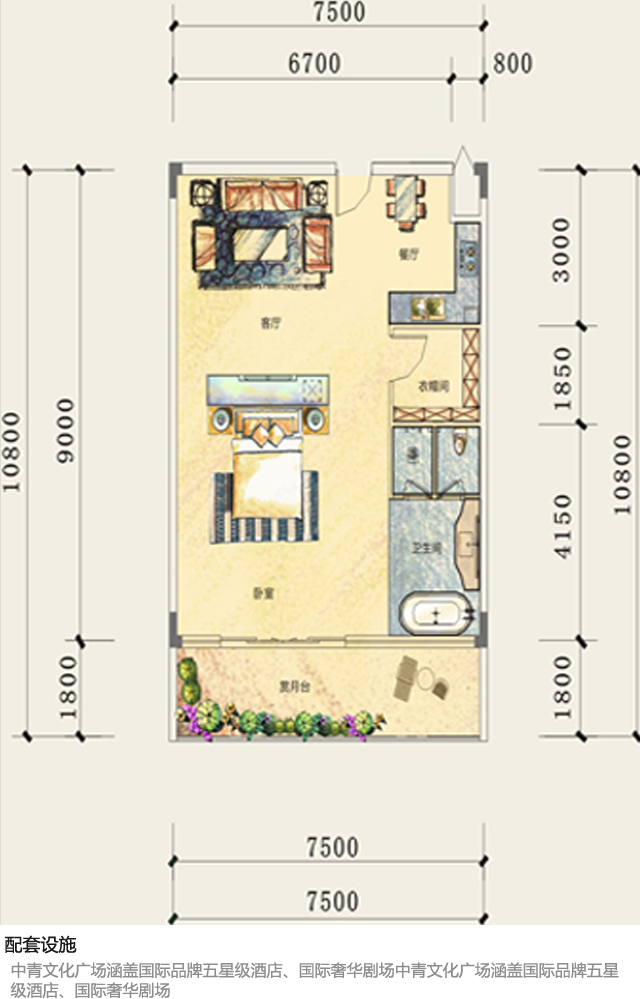 7500
6700
800
3000
餐厅
客厅
1850
衣帽间
9000
10800
10800
4150
卫生间
卧室
1800
赏月台
1800
7500
7500
配套设施
中青文化广场涵盖国际品牌五星级酒店、国际奢华剧场中青文化广场涵盖国际品牌五星
级酒店、国际奢华剧场